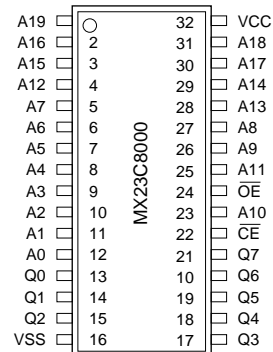 A19 32 VCC
A16 2 31 A18
A15 3 30 A17
A12 4 29 A14
A7 5 28 A13
A6 6 27 A8
A5 7 26 A9
A4 8 25 A11
A3 9 24 OE
A2 10 23 A10
A1 11 22 CE
A0 12 21 Q7
Q0 13 10 Q6
Q1 14 19 Q5
Q2 15 18 Q4
VSS 16 17 Q3
MX23C8000